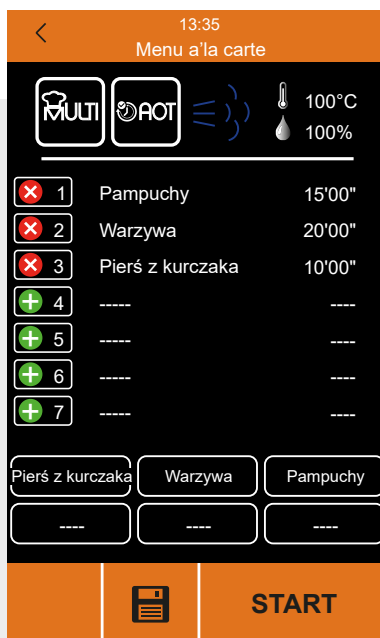 13:35
Menu a'la carte
MULTI AOT 100°C
100%
1 Pampuchy 15'00"
2 Warzywa 20'00"
3 Pierś z kurczaka 10'00"
4 ----- ----
5 ----- ----
6 ----- ----
7 ----- ----
Pierś z kurczaka Warzywa Pampuchy
---- ---- ----
START